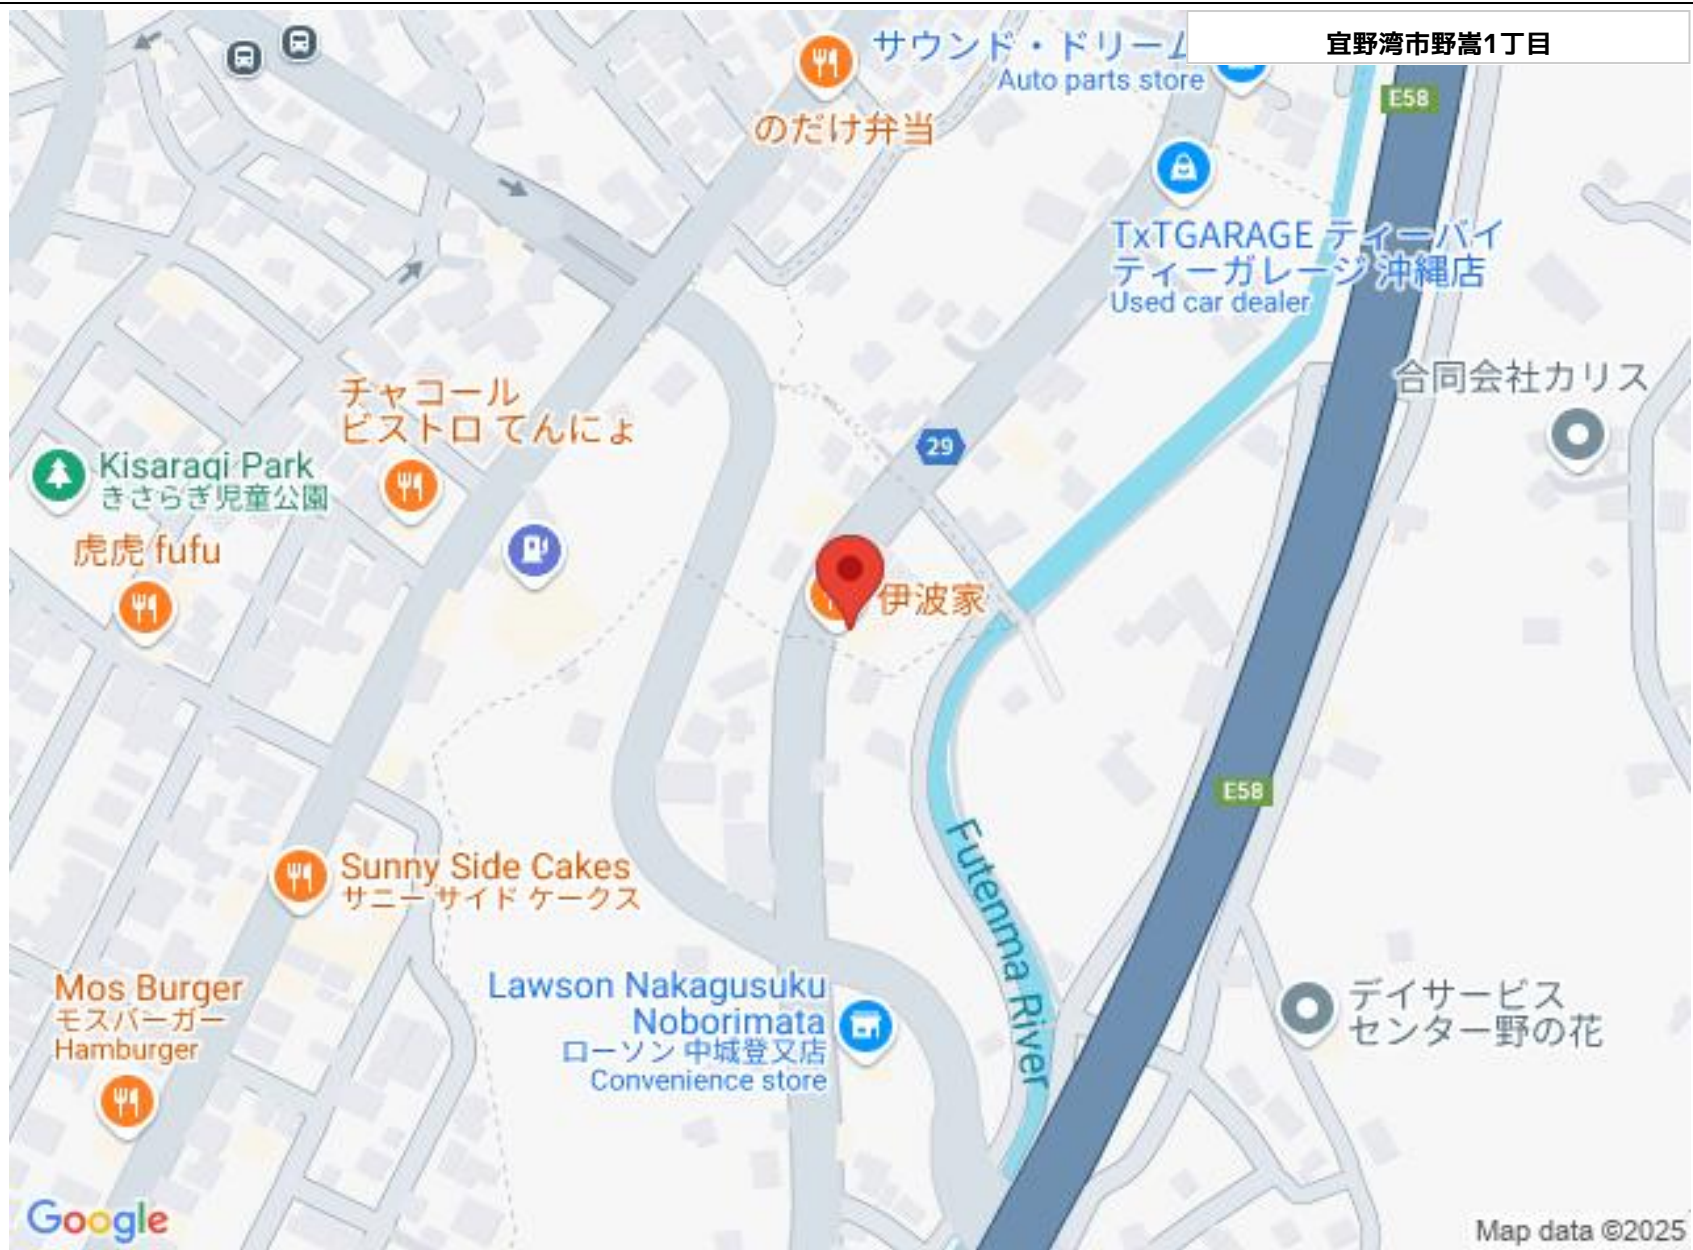 宜野湾市野嵩1丁目
サウンド・ドリーム
Auto parts store
E58
のだけ弁当
TxTGARAGE ティーバイ
ティーガレージ 沖縄店
Used car dealer
合同会社カリス
チャコール
ビストロ てんにょ
29
Kisaragi Park
きさらぎ児童公園
虎虎 fufu
伊波家
E58
Futenma River
Sunny Side Cakes
サニー サイド ケークス
Lawson Nakagusuku
Noborimata
ローソン 中城登又店
Convenience store
Mos Burger
モスバーガー
Hamburger
デイサービス
センター野の花
Google
Map data ©2025